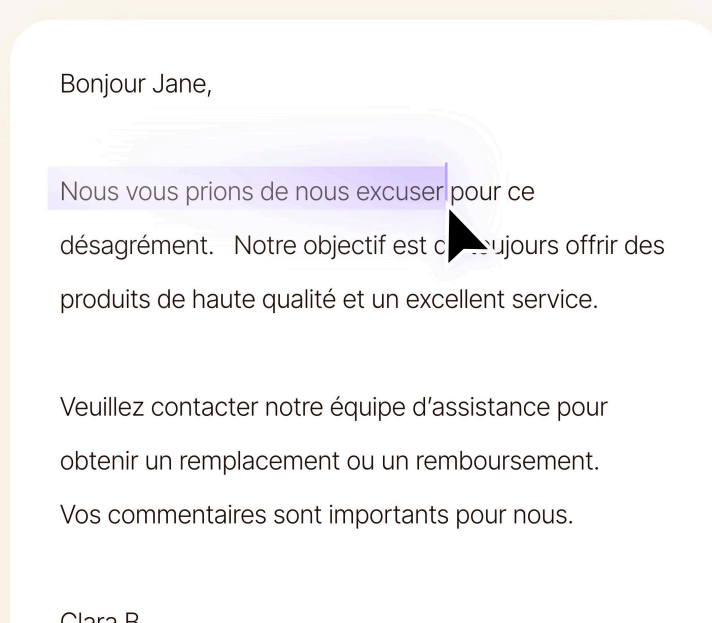 Bonjour Jane,
Nous vous prions de nous excuser pour ce
désagrément. Notre objectif est offrir des
produits de haute qualité et un excellent service.
Veuillez contacter notre équipe d’assistance pour
obtenir un remplacement ou un remboursement.
Vos commentaires sont importants pour nous.
Clara B